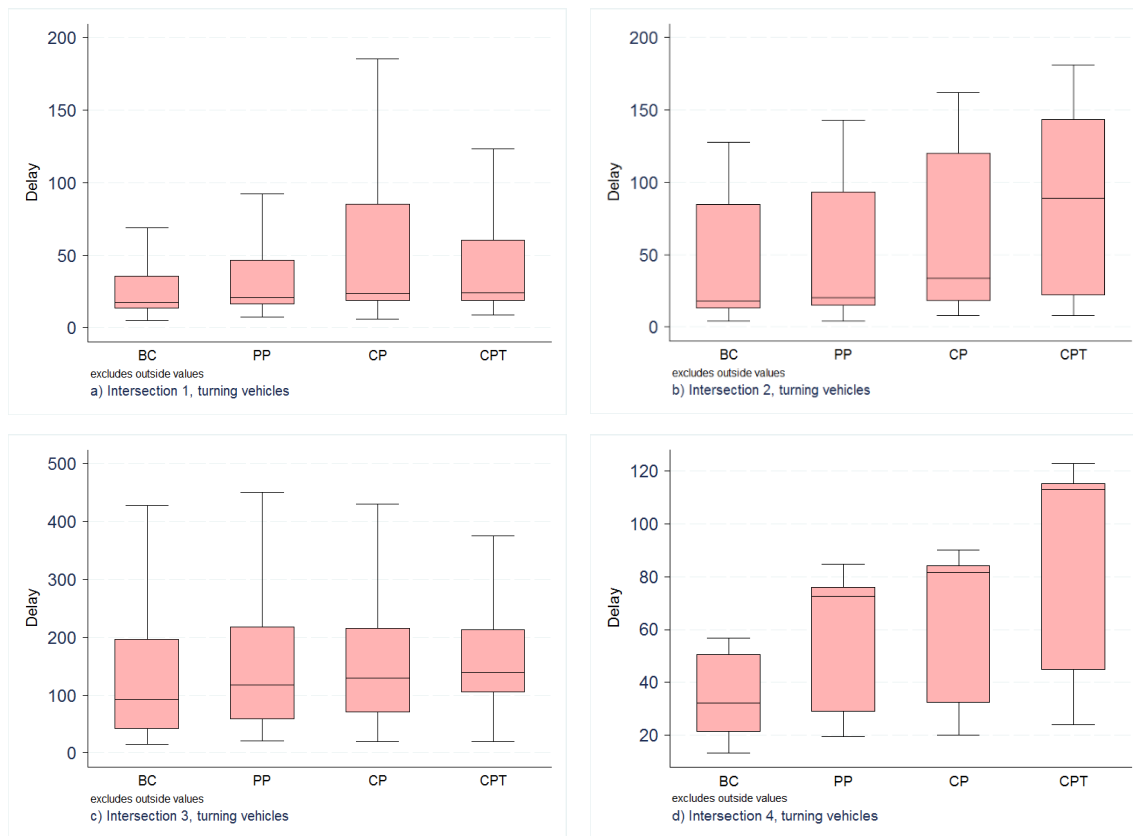 200
150
100
50
0
Delay
BC PP CP CPT
excludes outside values
a) Intersection 1, turning vehicles
200
150
100
50
0
Delay
BC PP CP CPT
excludes outside values
b) Intersection 2, turning vehicles
500
400
300
200
100
0
Delay
BC PP CP CPT
excludes outside values
c) Intersection 3, turning vehicles
120
100
80
60
40
20
Delay
BC PP CP CPT
excludes outside values
d) Intersection 4, turning vehicles